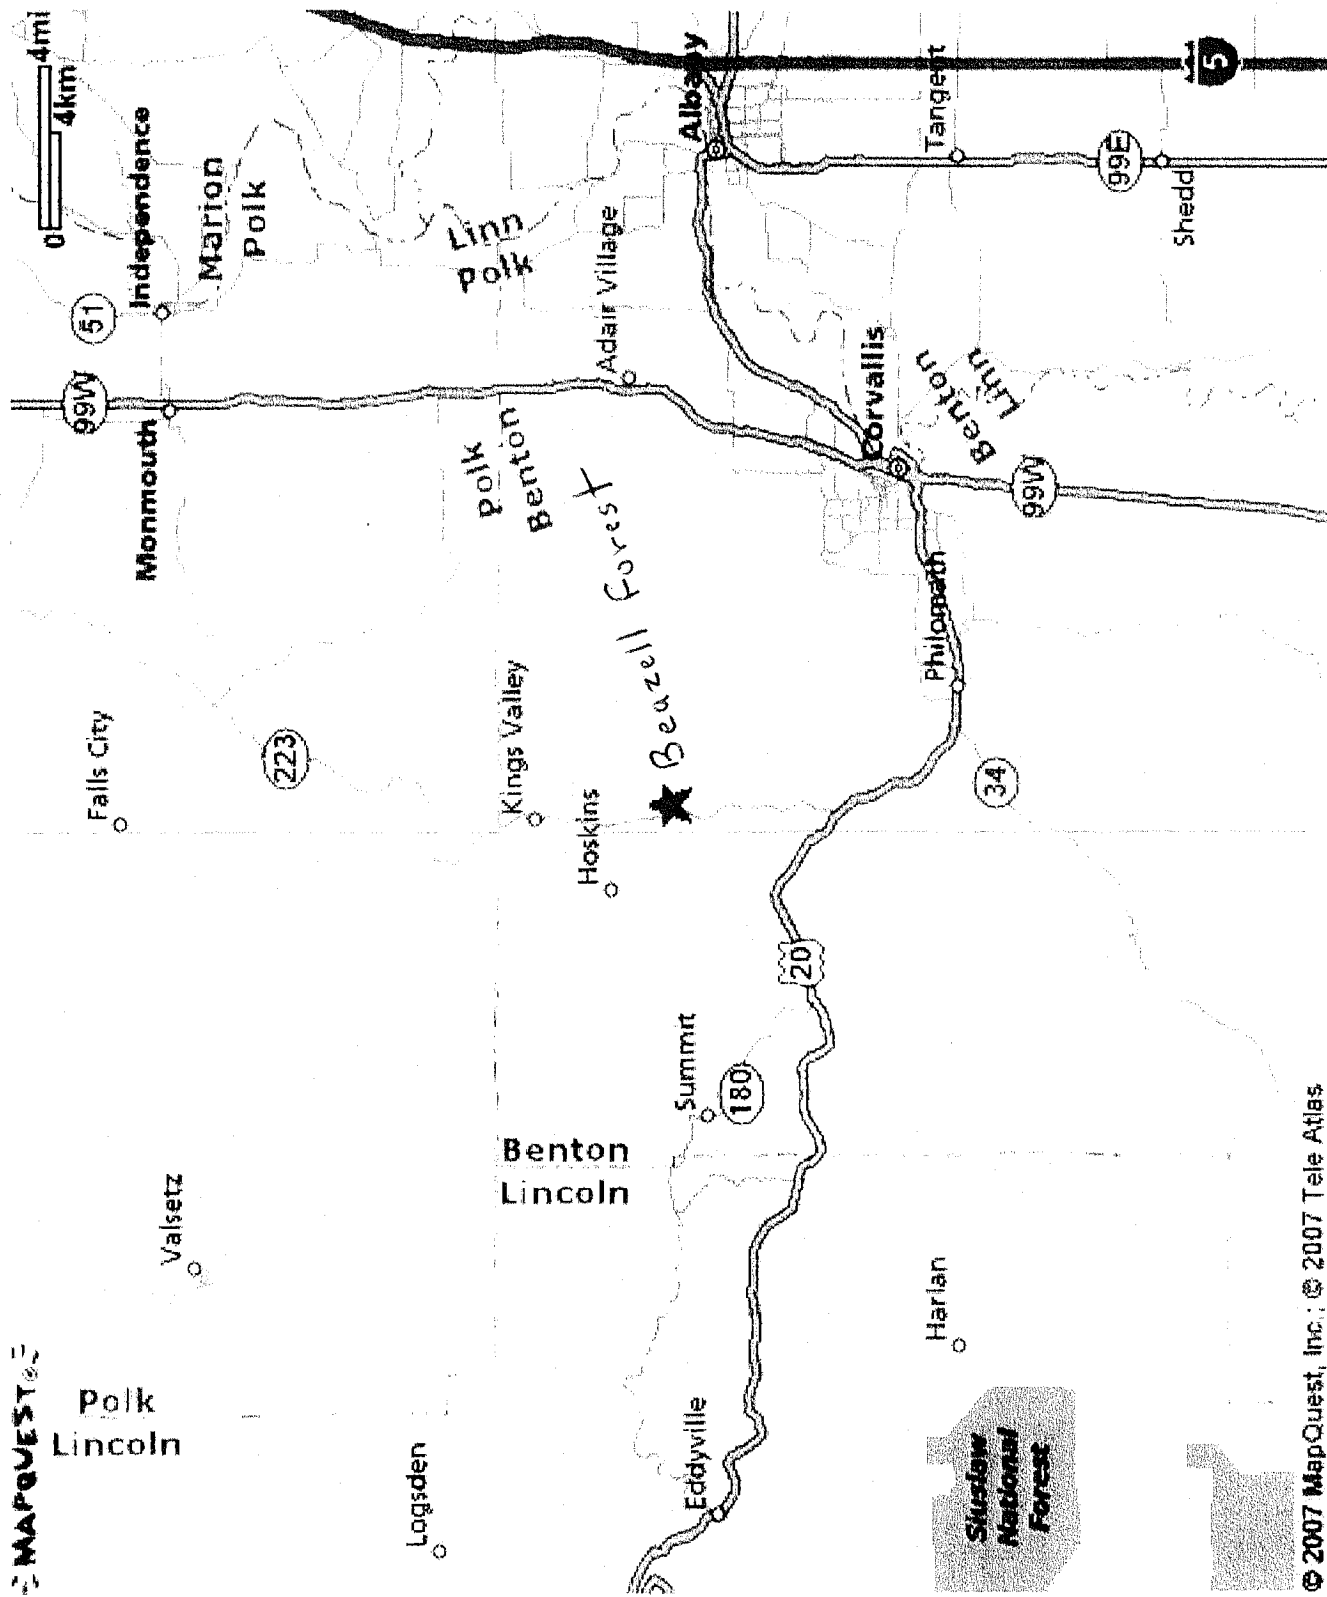 MAPQUEST
Polk
Lincoln
Valsetz
Falls City
Monmouth
99W
51
Independence
0
4km
4mi
Marion
Polk
223
Logsden
Kings Valley
Polk
Benton
Linn
Polk
Benton
Lincoln
Hoskins
Adair Village
Beazell Forest
Eddyville
Summit
180
Albany
20
Corvallis
Harlan
Philomath
Tangent
Benton
Linn
Siuslaw
National
Forest
34
99W
99E
Shedd
5
© 2007 MapQuest, Inc.; © 2007 Tele Atlas